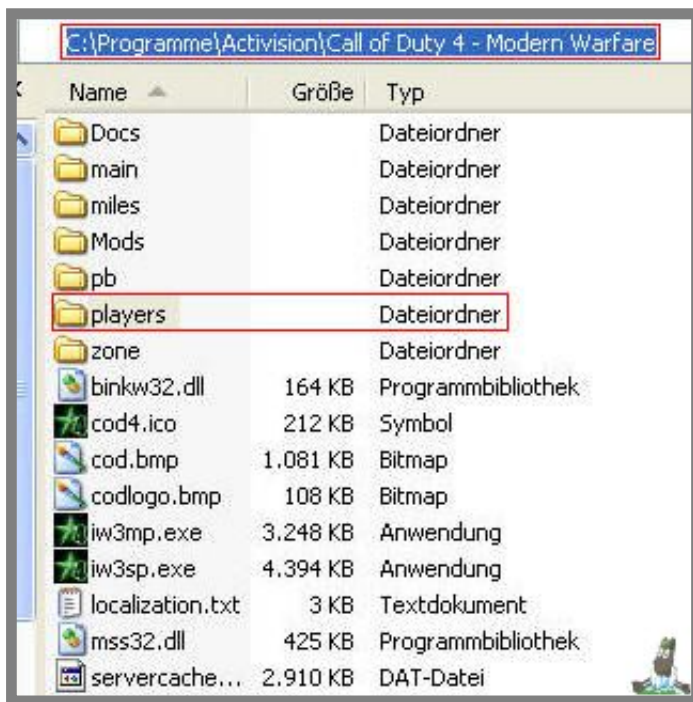 C:\Programme\Activision\Call of Duty 4 - Modern Warfare
Name Größe Typ
Docs Dateiordner
main Dateiordner
miles Dateiordner
Mods Dateiordner
pb Dateiordner
players Dateiordner
zone Dateiordner
binkw32.dll 164 KB Programmbibliothek
cod4.ico 212 KB Symbol
cod.bmp 1.081 KB Bitmap
codlogo.bmp 108 KB Bitmap
iw3mp.exe 3.248 KB Anwendung
iw3sp.exe 4.394 KB Anwendung
localization.txt 3 KB Textdokument
mss32.dll 425 KB Programmbibliothek
servercache... 2.910 KB DAT-Datei